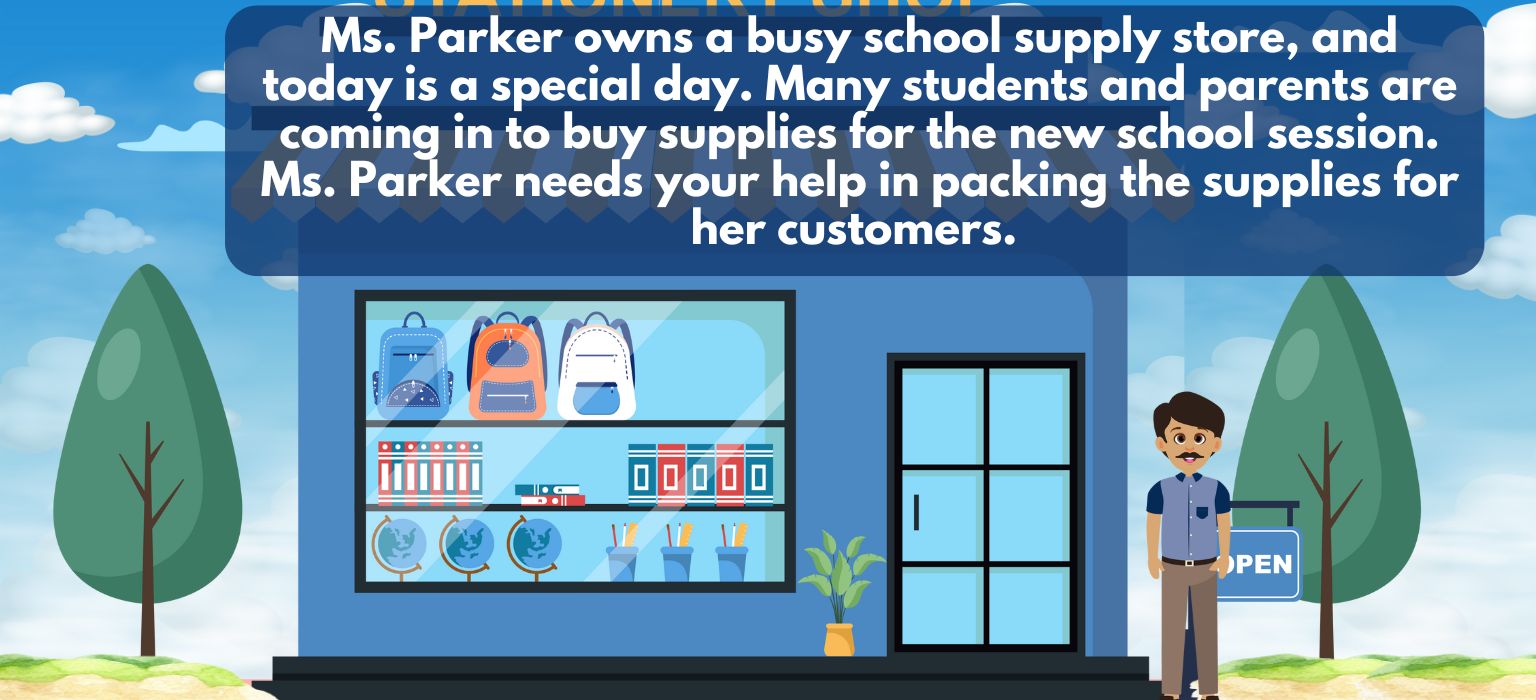 STATIONERY SHOP
Ms. Parker owns a busy school supply store, and
today is a special day. Many students and parents are
coming in to buy supplies for the new school session.
Ms. Parker needs your help in packing the supplies for
her customers.
OPEN